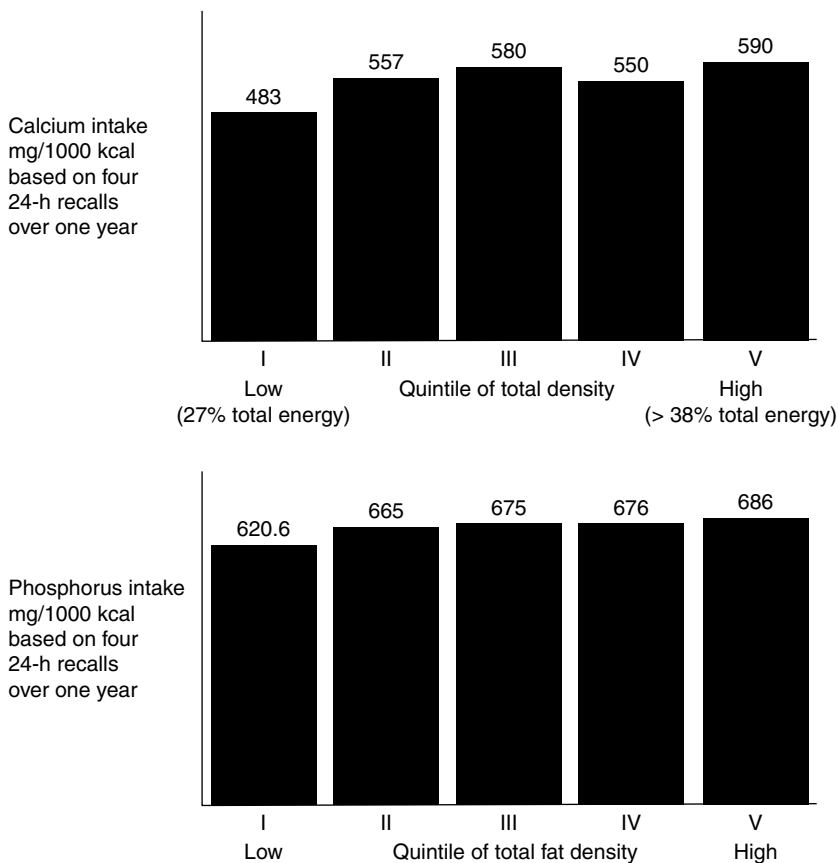 483
557
580
550
590
Calcium intake
mg/1000 kcal
based on four
24-h recalls
over one year
I II III IV V
Low Quintile of total density High
(27% total energy) (> 38% total energy)
620.6
665
675
676
686
Phosphorus intake
mg/1000 kcal
based on four
24-h recalls
over one year
I II III IV V
Low Quintile of total fat density High